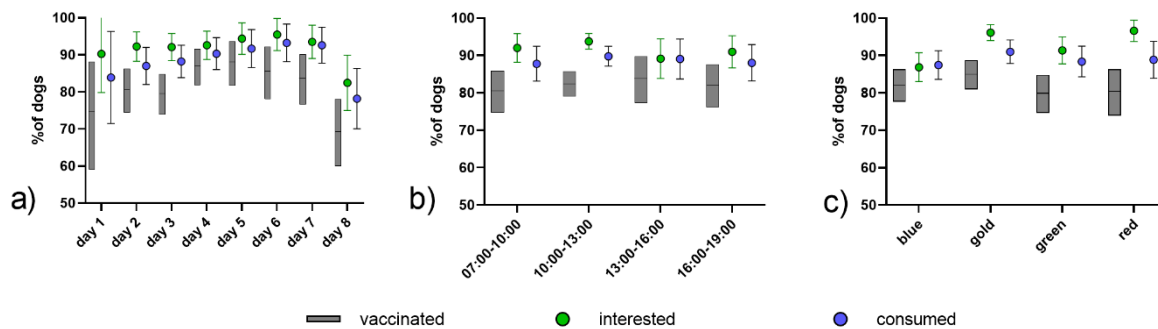 %of dogs
100
90
80
70
60
50
day 1
day 2
day 3
day 4
day 5
day 6
day 7
day 8
a)
%of dogs
100
90
80
70
60
50
07:00-10:00
10:00-13:00
13:00-16:00
16:00-19:00
b)
%of dogs
100
90
80
70
60
50
blue
gold
green
red
c)
vaccinated interested consumed